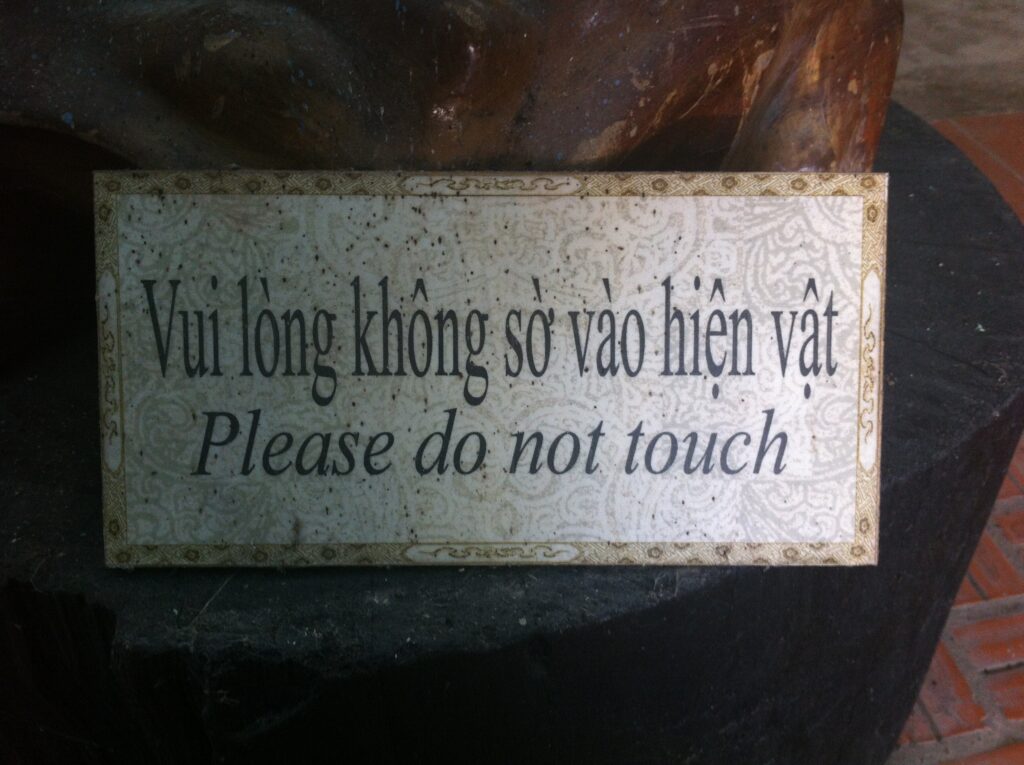 Vui lòng không sờ vào hiện vật
Please do not touch